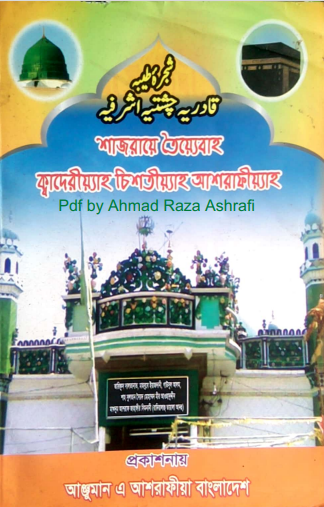 شجرۂ طیبہ
قادریہ چشتیہ اشرفیہ
শাজরায়ে তৈয়্যেবাহ
ক্বাদেরীয়্যাহ চিশতীয়্যাহ আশরাফীয়্যাহ
Pdf by Ahmad Raza Ashrafi
প্রকাশনায়
আঞ্জুমান এ আশরাফীয়া বাংলাদেশ